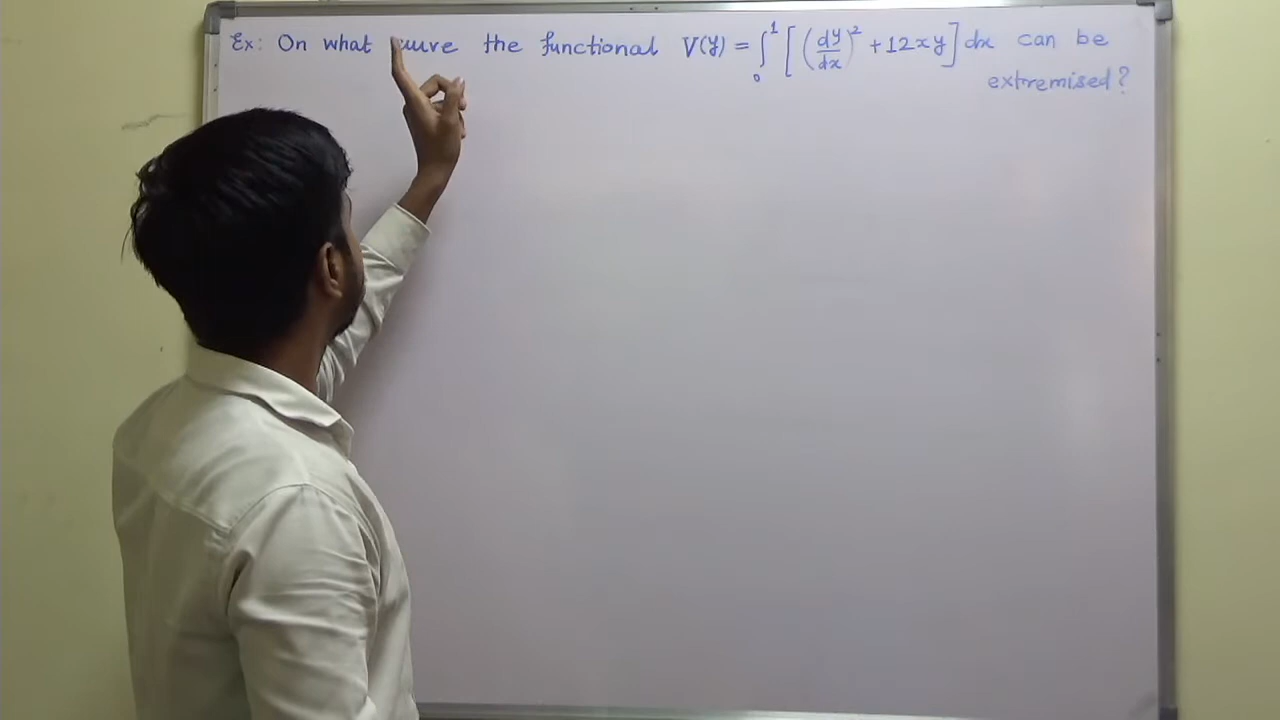 Ex: On what curve the functional V(y) = ∫₀¹ [ (dy/dx)² + 12xy ] dx can be
extremised?